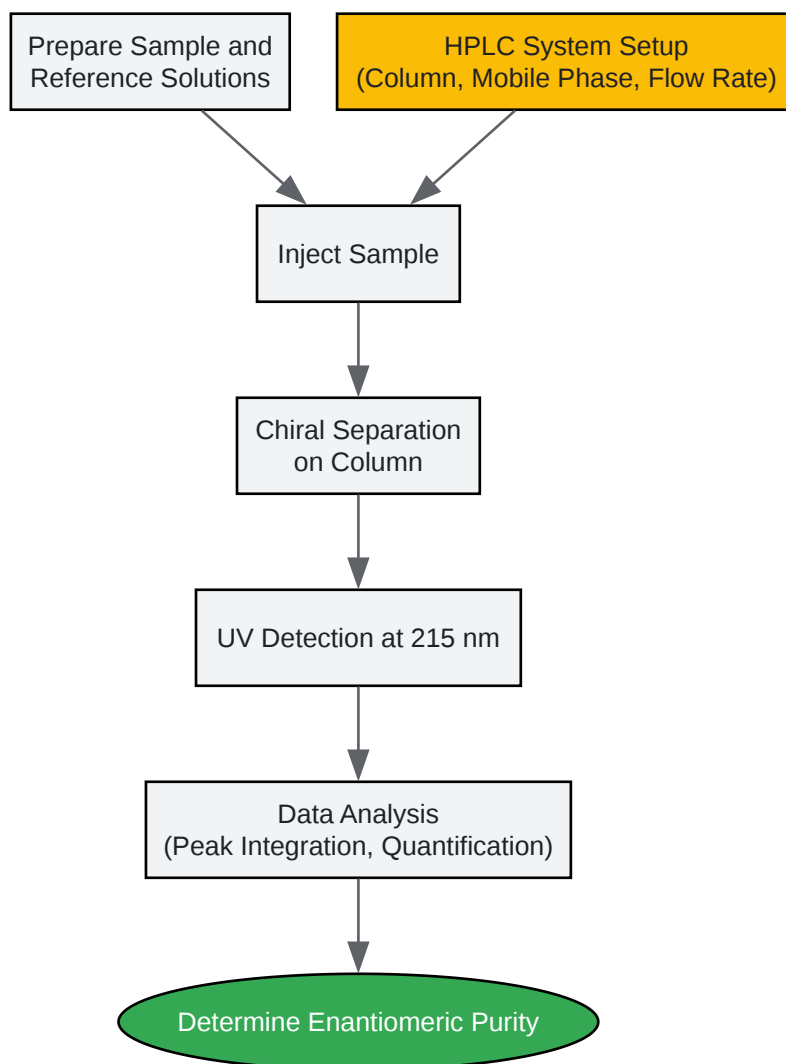 Prepare Sample and
Reference Solutions
HPLC System Setup
(Column, Mobile Phase, Flow Rate)
Inject Sample
Chiral Separation
on Column
UV Detection at 215 nm
Data Analysis
(Peak Integration, Quantification)
Determine Enantiomeric Purity